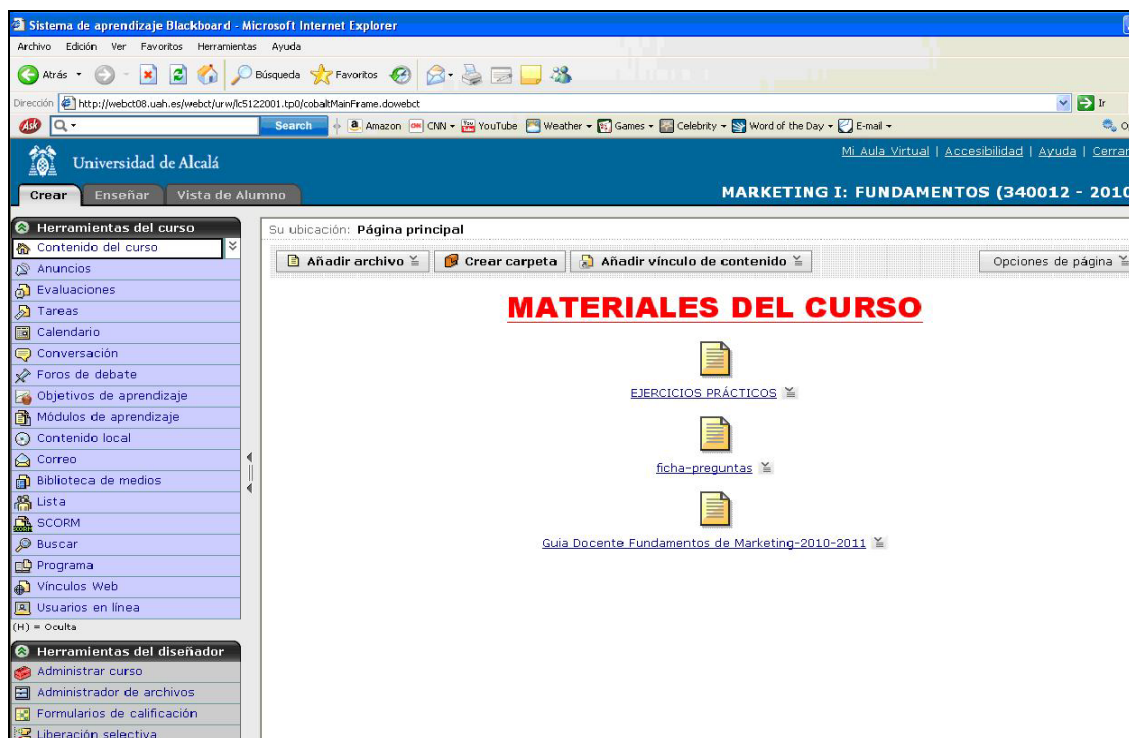 Sistema de aprendizaje Blackboard - Microsoft Internet Explorer
Archivo Edición Ver Favoritos Herramientas Ayuda
Atrás Búsqueda Favoritos
Dirección http://webct08.uah.es/webct/urw/lc5122001.tp0/cobaltMainFrame.dowebct Ir
Ask Search Amazon CNN YouTube Weather Games Celebrity Word of the Day E-mail
Mi Aula Virtual | Accesibilidad | Ayuda | Cerrar
Universidad de Alcalá
Crear Enseñar Vista de Alumno MARKETING I: FUNDAMENTOS (340012 - 2010
Herramientas del curso
Contenido del curso
Anuncios
Evaluaciones
Tareas
Calendario
Conversación
Foros de debate
Objetivos de aprendizaje
Módulos de aprendizaje
Contenido local
Correo
Biblioteca de medios
Lista
SCORM
Buscar
Programa
Vínculos Web
Usuarios en línea
(H) = Oculta
Herramientas del diseñador
Administrar curso
Administrador de archivos
Formularios de calificación
Liberación selectiva
Su ubicación: Página principal
Añadir archivo Crear carpeta Añadir vínculo de contenido Opciones de página
MATERIALES DEL CURSO
EJERCICIOS PRÁCTICOS
ficha-preguntas
Guia Docente Fundamentos de Marketing-2010-2011